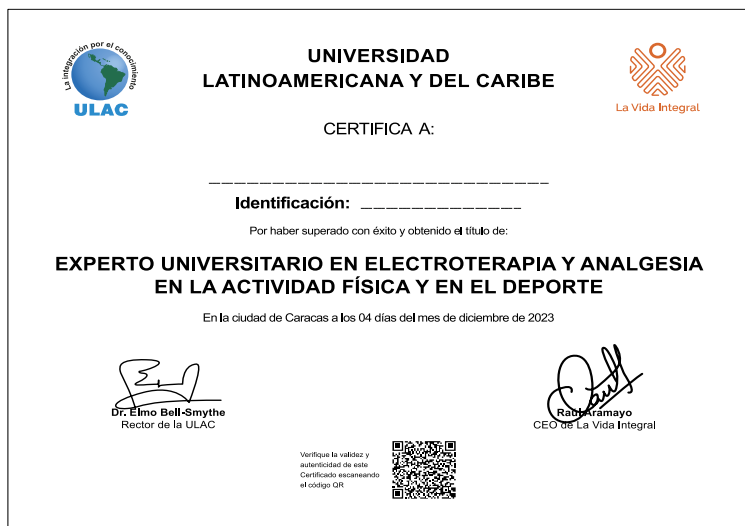 La integración por el conocimiento
ULAC
UNIVERSIDAD
LATINOAMERICANA Y DEL CARIBE
La Vida Integral
CERTIFICA A:
Identificación:
Por haber superado con éxito y obtenido el título de:
EXPERTO UNIVERSITARIO EN ELECTROTERAPIA Y ANALGESIA
EN LA ACTIVIDAD FÍSICA Y EN EL DEPORTE
En la ciudad de Caracas a los 04 días del mes de diciembre de 2023
Dr. Elmo Bell-Smythe
Rector de la ULAC
Raúl Aramayo
CEO de La Vida Integral
Verifique la validez y
autenticidad de este
Certificado escaneando
el código QR